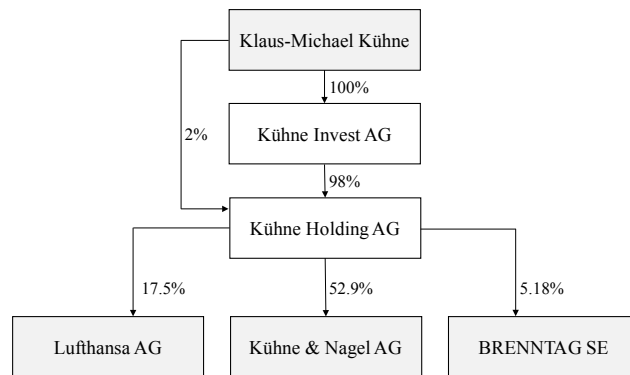 Klaus-Michael Kühne
100%
2%
Kühne Invest AG
98%
Kühne Holding AG
17.5%
52.9%
5.18%
Lufthansa AG
Kühne & Nagel AG
BRENNTAG SE